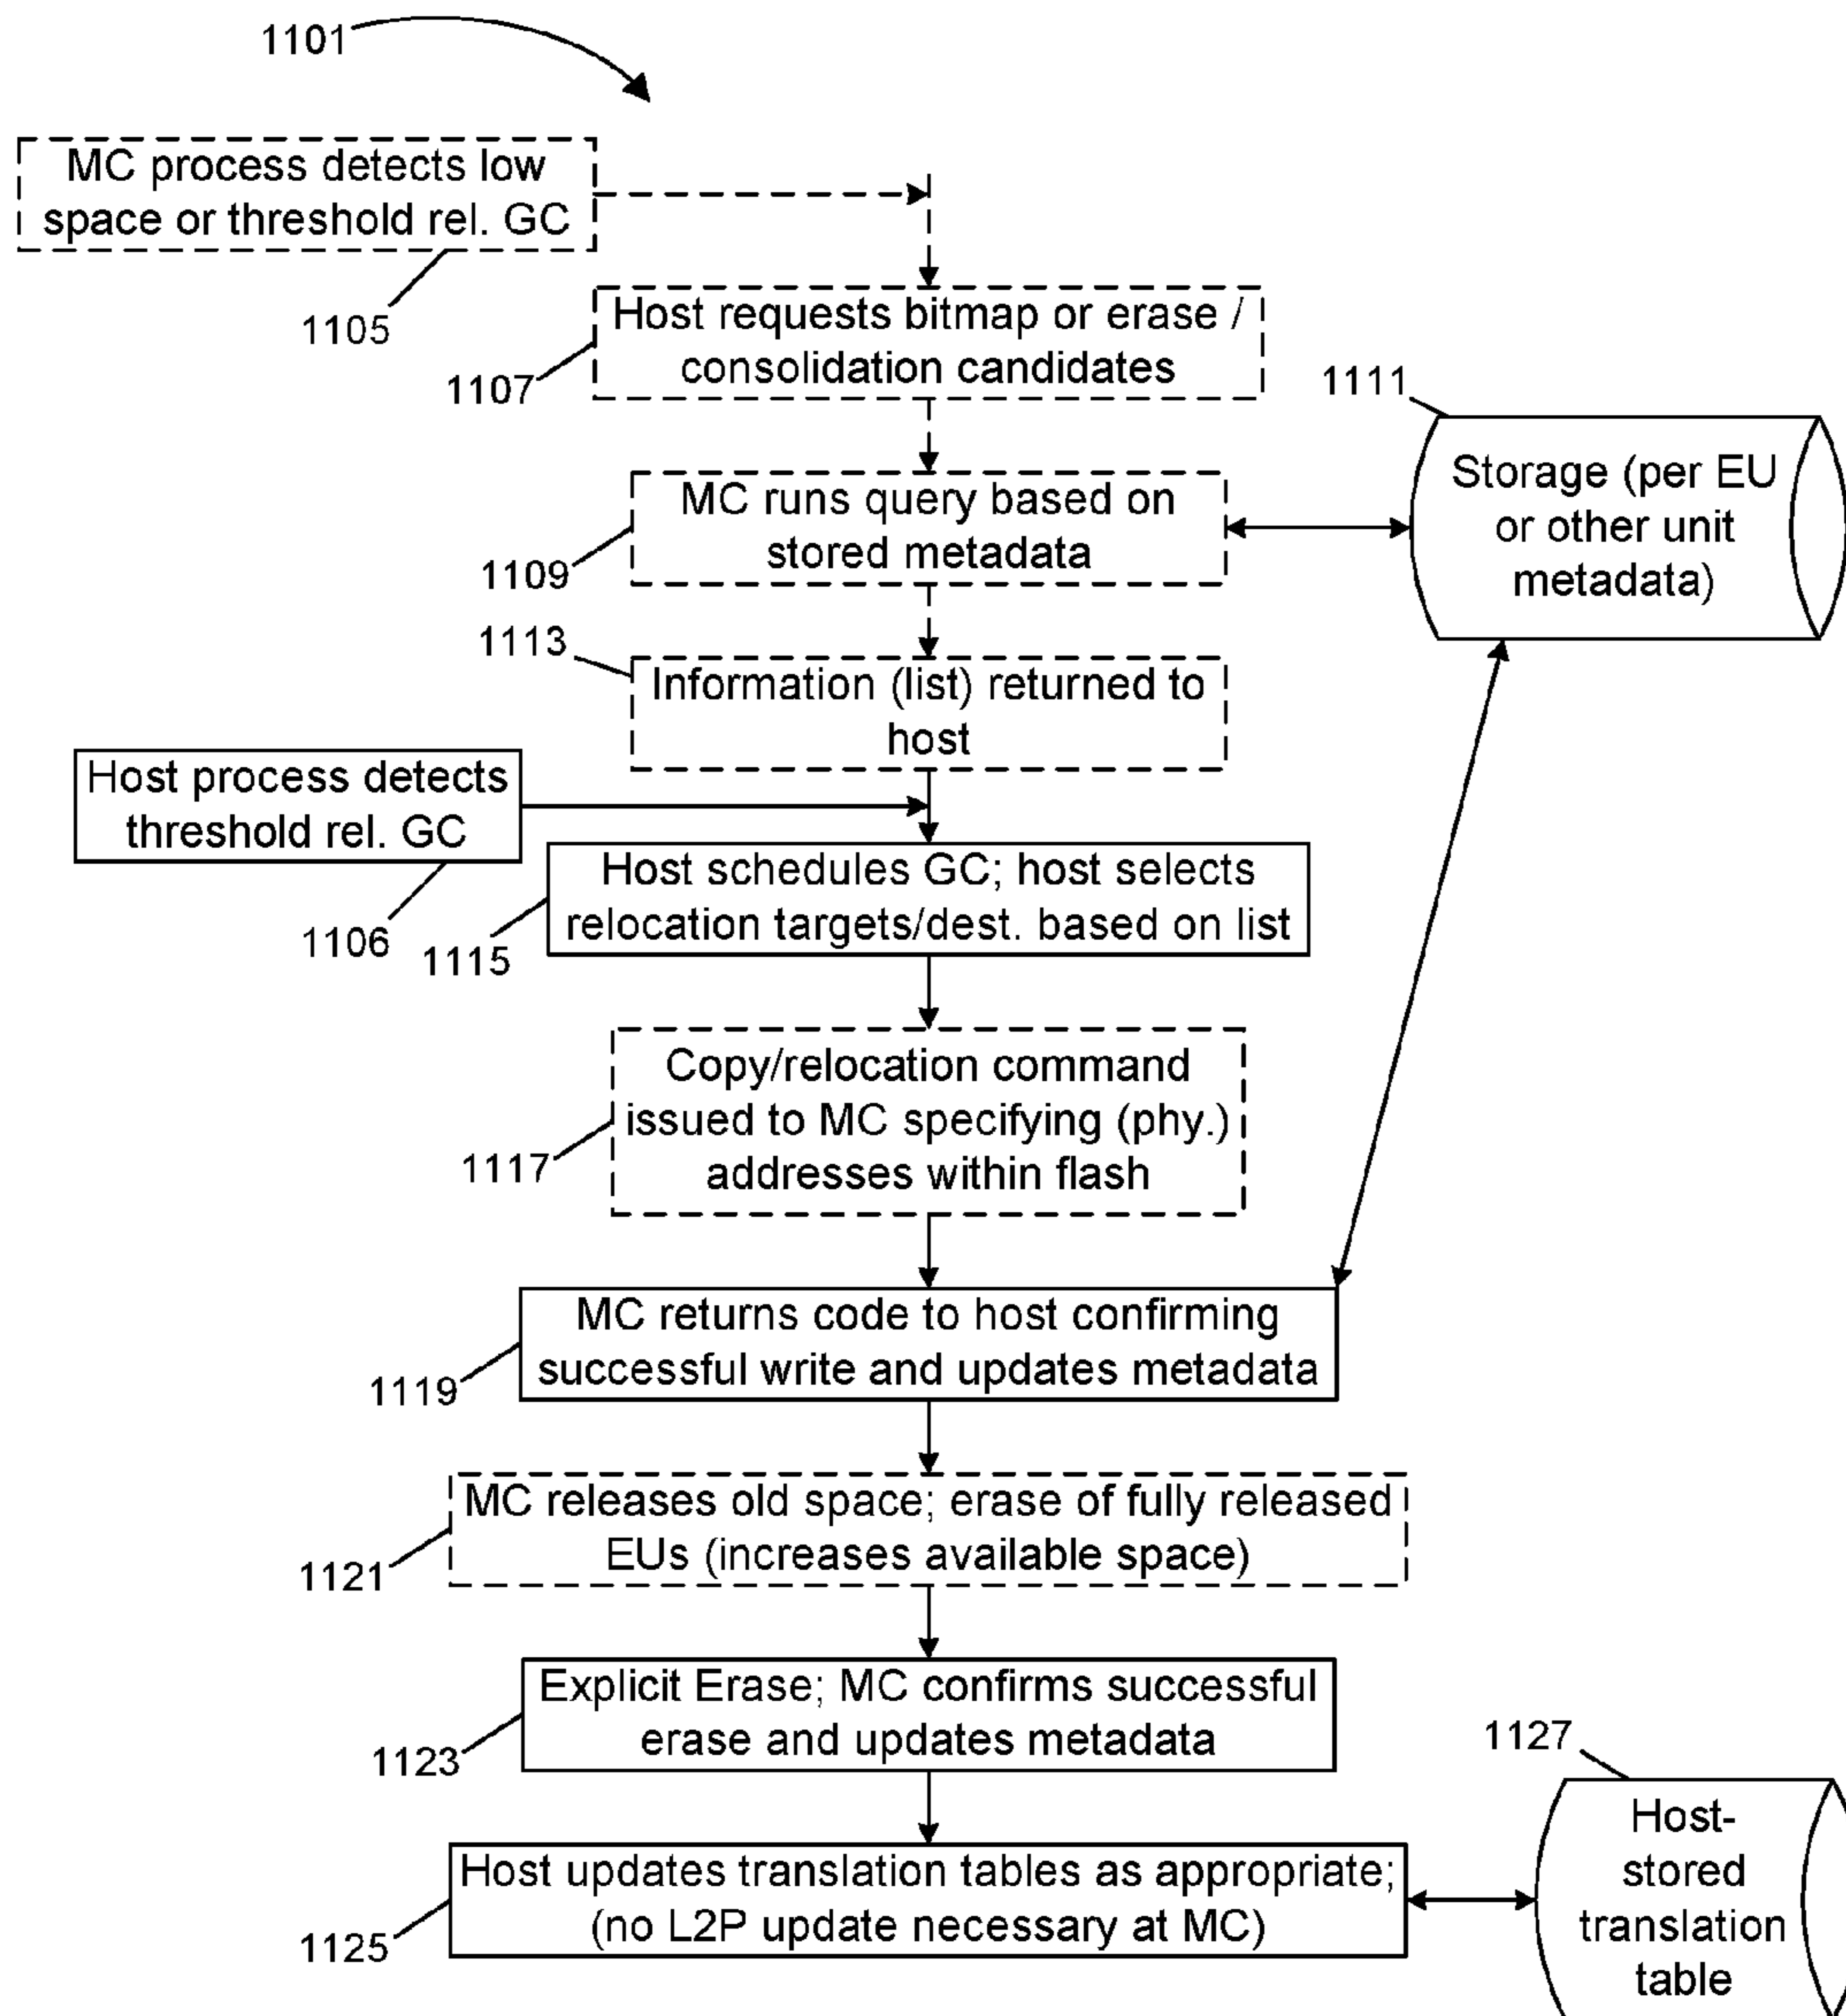 1101
MC process detects low
space or threshold rel. GC
1105
Host requests bitmap or erase /
consolidation candidates
1107
1111
Storage (per EU
or other unit
metadata)
MC runs query based on
stored metadata
1109
1113
Information (list) returned to
host
Host process detects
threshold rel. GC
1106
Host schedules GC; host selects
relocation targets/dest. based on list
1115
Copy/relocation command
issued to MC specifying (phy.)
addresses within flash
1117
MC returns code to host confirming
successful write and updates metadata
1119
MC releases old space; erase of fully released
EUs (increases available space)
1121
Explicit Erase; MC confirms successful
erase and updates metadata
1123
1127
Host updates translation tables as appropriate;
(no L2P update necessary at MC)
1125
Host-
stored
translation
table